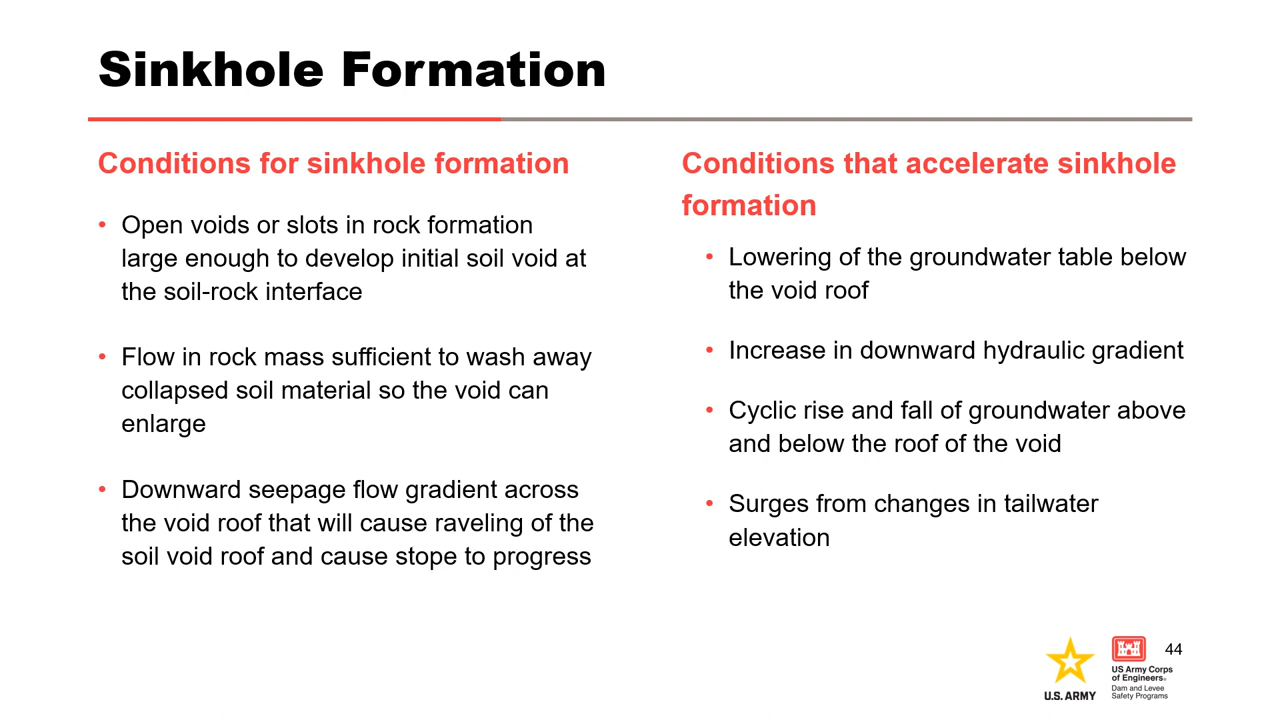 Sinkhole Formation
Conditions for sinkhole formation
• Open voids or slots in rock formation
large enough to develop initial soil void at
the soil-rock interface
• Flow in rock mass sufficient to wash away
collapsed soil material so the void can
enlarge
• Downward seepage flow gradient across
the void roof that will cause raveling of the
soil void roof and cause stope to progress
Conditions that accelerate sinkhole
formation
• Lowering of the groundwater table below
the void roof
• Increase in downward hydraulic gradient
• Cyclic rise and fall of groundwater above
and below the roof of the void
• Surges from changes in tailwater
elevation
U.S. ARMY
US Army Corps
of Engineers®
Dam and Levee
Safety Programs
44